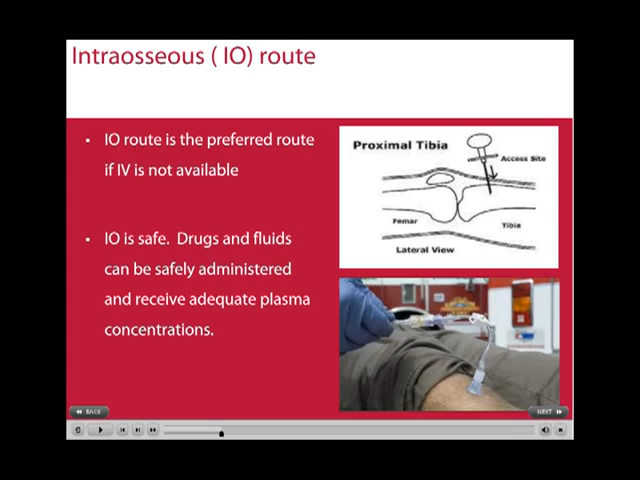 Intraosseous ( IO) route
• IO route is the preferred route
if IV is not available
• IO is safe. Drugs and fluids
can be safely administered
and receive adequate plasma
concentrations.
Proximal Tibia
Access Site
Femar
Tibia
Lateral View
BACK
NEXT